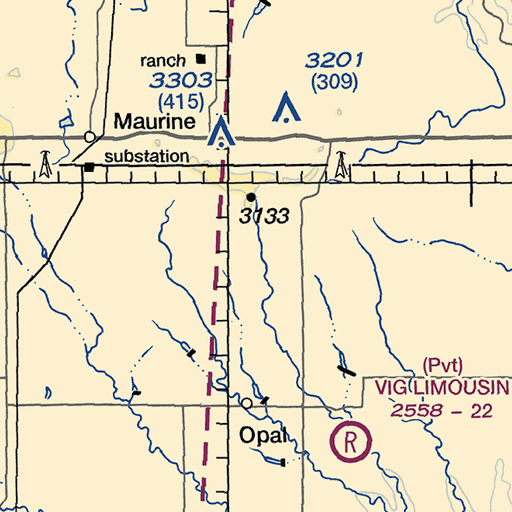 ranch
3201
(309)
3303
(415)
Maurine
substation
3133
(Pvt)
VIG LIMOUSIN
2558 - 22
Opal
R